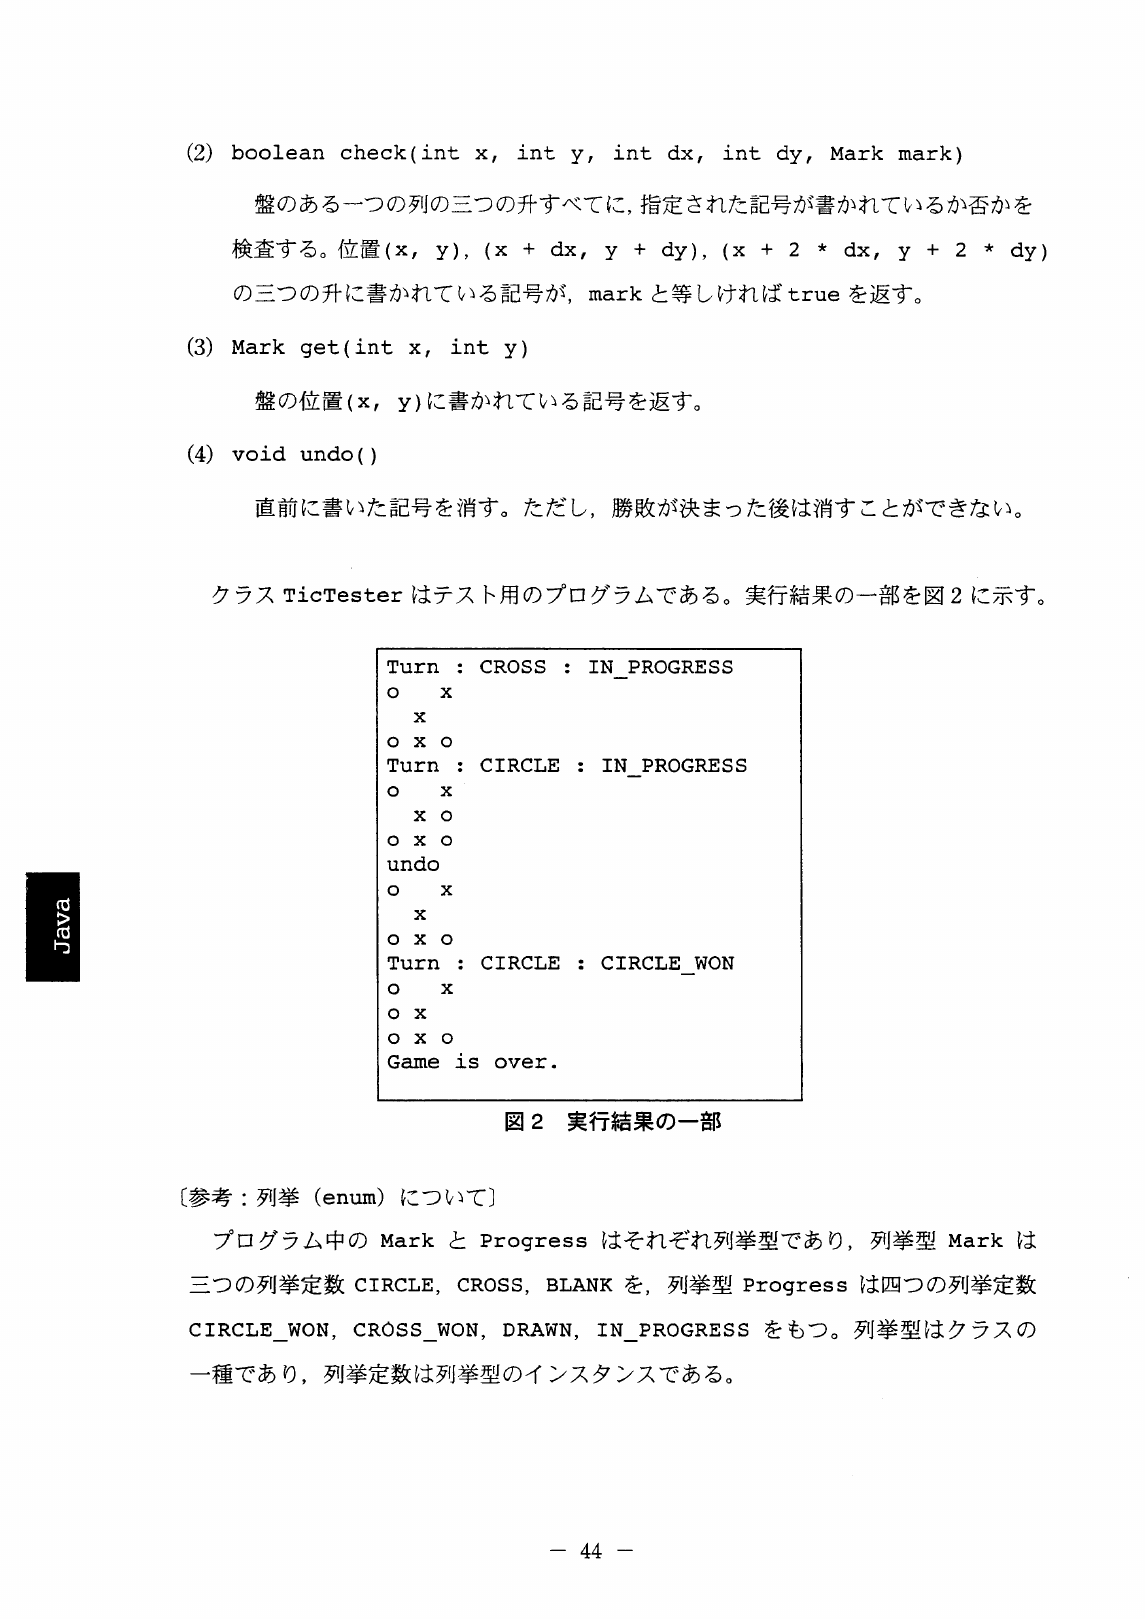 (2) boolean check(int x, int y, int dx, int dy, Mark mark)
盤のある一つの列の三つの升すべてに，指定された記号が書かれているか否かを
検査する。位置(x, y)，(x + dx, y + dy)，(x + 2 * dx, y + 2 * dy)
の三つの升に書かれている記号が，mark と等しければ true を返す。
(3) Mark get(int x, int y)
盤の位置(x, y)に書かれている記号を返す。
(4) void undo()
直前に書いた記号を消す。ただし，勝敗が決まった後は消すことができない。
クラス TicTester はテスト用のプログラムである。実行結果の一部を図 2 に示す。
Turn : CROSS : IN_PROGRESS
o   x
  x
o x o
Turn : CIRCLE : IN_PROGRESS
o   x
  x o
o x o
undo
o   x
  x
o x o
Turn : CIRCLE : CIRCLE_WON
o   x
o x
o x o
Game is over.
図 2　実行結果の一部
Java
〔参考：列挙（enum）について〕
プログラム中の Mark と Progress はそれぞれ列挙型であり，列挙型 Mark は
三つの列挙定数 CIRCLE，CROSS，BLANK を，列挙型 Progress は四つの列挙定数
CIRCLE_WON，CROSS_WON，DRAWN，IN_PROGRESS をもつ。列挙型はクラスの
一種であり，列挙定数は列挙型のインスタンスである。
― 44 ―